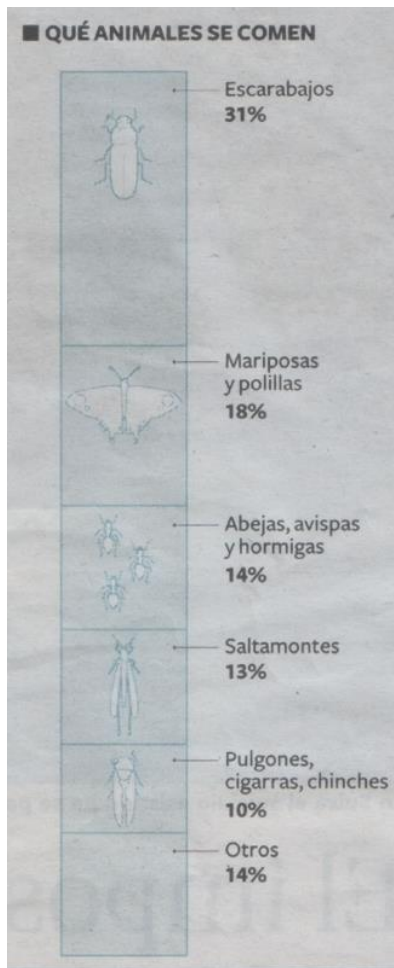 ■ QUÉ ANIMALES SE COMEN
Escarabajos
31%
Mariposas
y polillas
18%
Abejas, avispas
y hormigas
14%
Saltamontes
13%
Pulgones,
cigarras, chinches
10%
Otros
14%